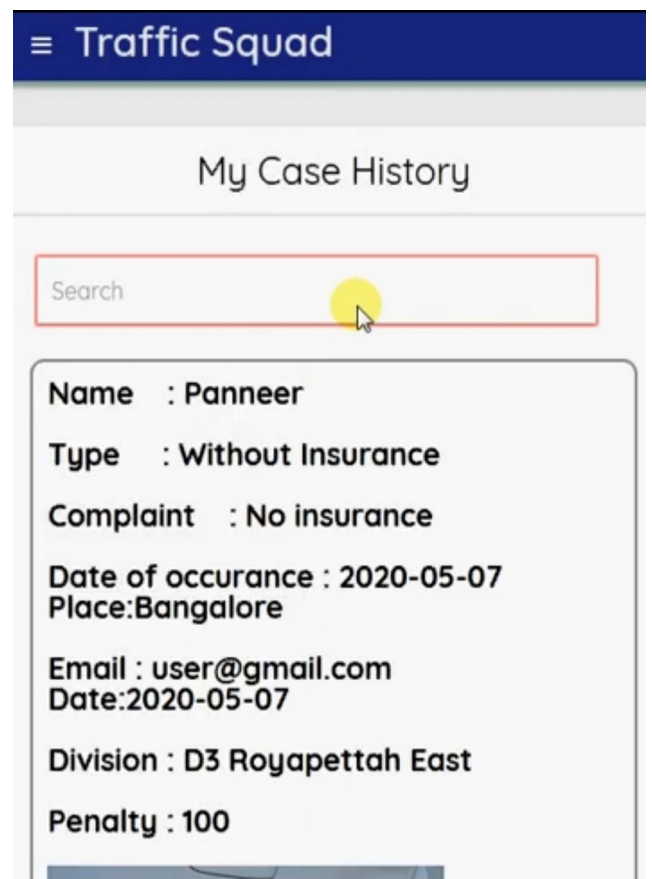 ≡ Traffic Squad
My Case History
Search
Name : Panneer
Type : Without Insurance
Complaint : No insurance
Date of occurance : 2020-05-07
Place:Bangalore
Email : user@gmail.com
Date:2020-05-07
Division : D3 Royapettah East
Penalty : 100